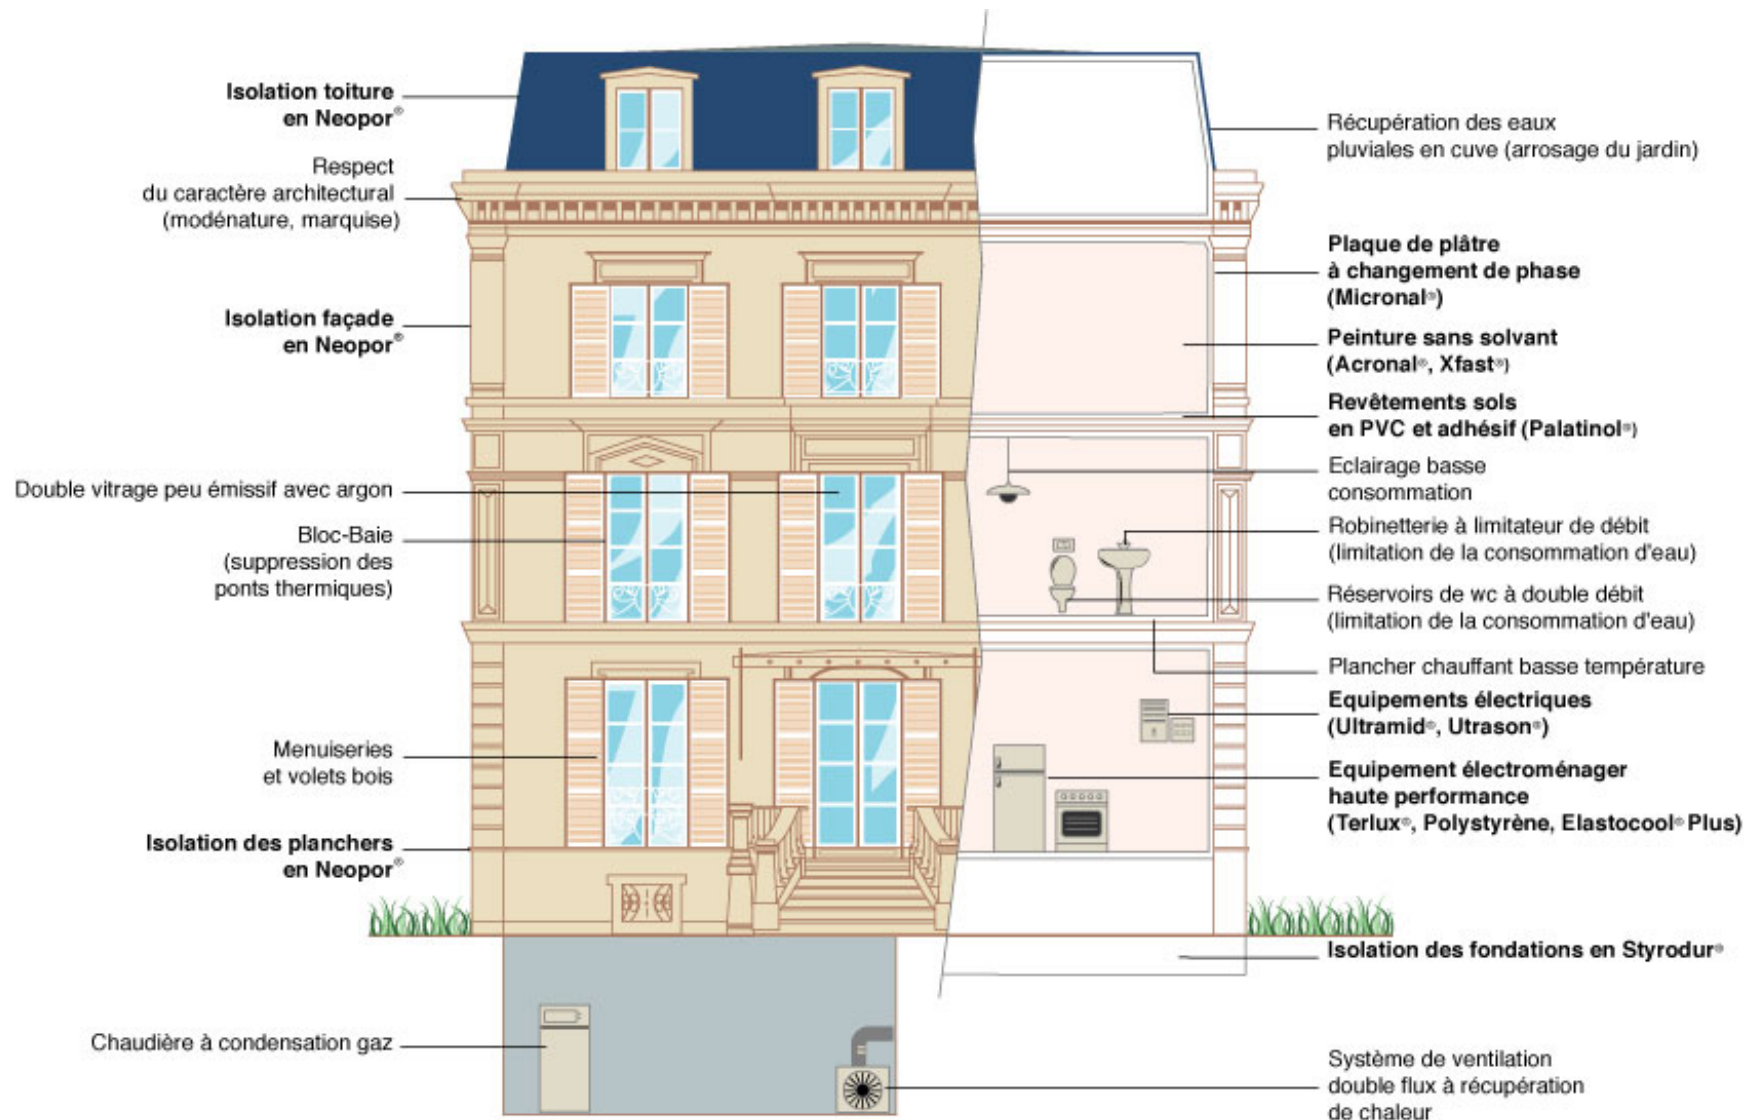 Isolation toiture
en Neopor®
Respect
du caractère architectural
(modénature, marquise)
Isolation façade
en Neopor®
Double vitrage peu émissif avec argon
Bloc-Baie
(suppression des
ponts thermiques)
Menuiseries
et volets bois
Isolation des planchers
en Neopor®
Chaudière à condensation gaz
Récupération des eaux
pluviales en cuve (arrosage du jardin)
Plaque de plâtre
à changement de phase
(Micronal®)
Peinture sans solvant
(Acronal®, Xfast®)
Revêtements sols
en PVC et adhésif (Palatinol®)
Eclairage basse
consommation
Robinetterie à limitateur de débit
(limitation de la consommation d'eau)
Réservoirs de wc à double débit
(limitation de la consommation d'eau)
Plancher chauffant basse température
Equipements électriques
(Ultramid®, Utrason®)
Equipement électroménager
haute performance
(Terlux®, Polystyrène, Elastocool® Plus)
Isolation des fondations en Styrodur®
Système de ventilation
double flux à récupération
de chaleur